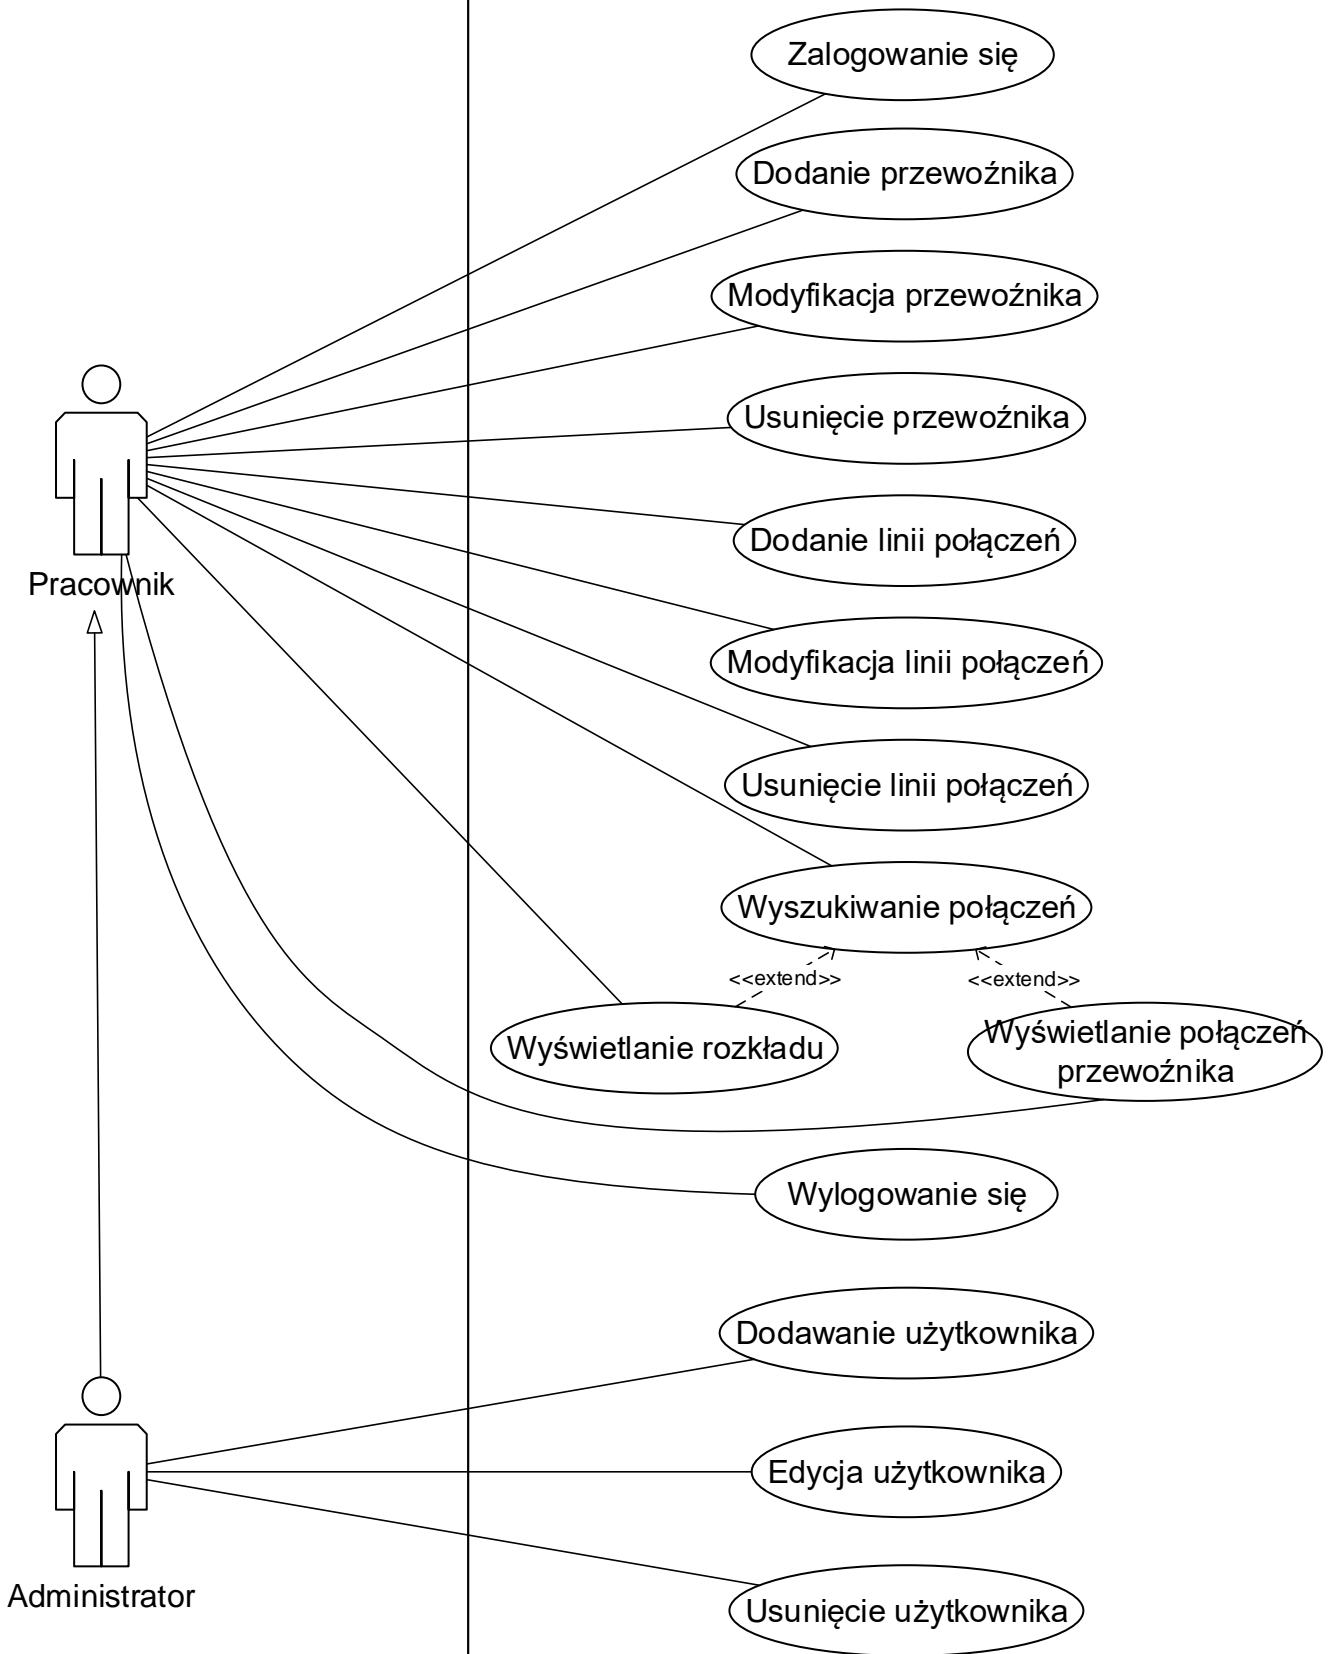 Zalogowanie się
Dodanie przewoźnika
Modyfikacja przewoźnika
Usunięcie przewoźnika
Dodanie linii połączeń
Pracownik
Modyfikacja linii połączeń
Usunięcie linii połączeń
Wyszukiwanie połączeń
<<extend>>
<<extend>>
Wyświetlanie rozkładu
Wyświetlanie połączeń
przewoźnika
Wylogowanie się
Dodawanie użytkownika
Edycja użytkownika
Administrator
Usunięcie użytkownika